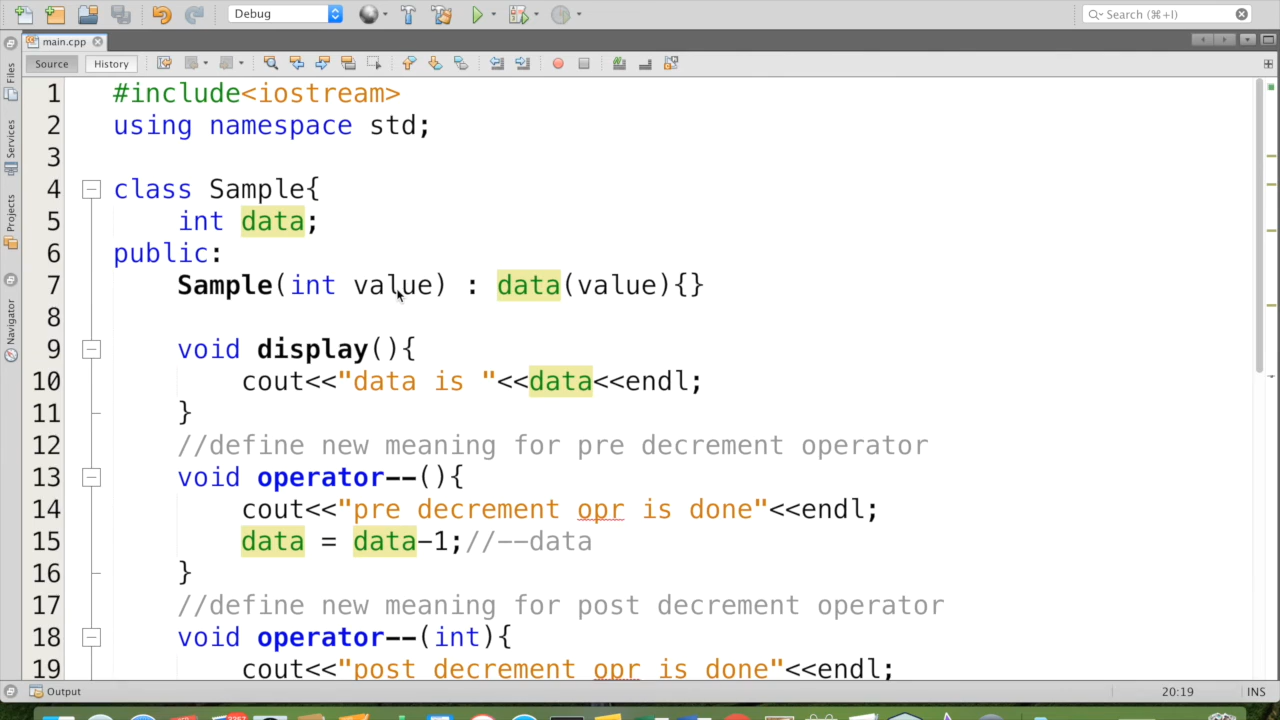 Debug
Search (⌘+I)
main.cpp
Source History
Files
Services
Projects
Navigator
1 #include<iostream>
2 using namespace std;
3
4 class Sample{
5 int data;
6 public:
7 Sample(int value) : data(value){}
8
9 void display(){
10 cout<<"data is "<<data<<endl;
11 }
12 //define new meaning for pre decrement operator
13 void operator--(){
14 cout<<"pre decrement opr is done"<<endl;
15 data = data-1;//--data
16 }
17 //define new meaning for post decrement operator
18 void operator--(int){
19 cout<<"post decrement opr is done"<<endl;
Output 20:19 INS